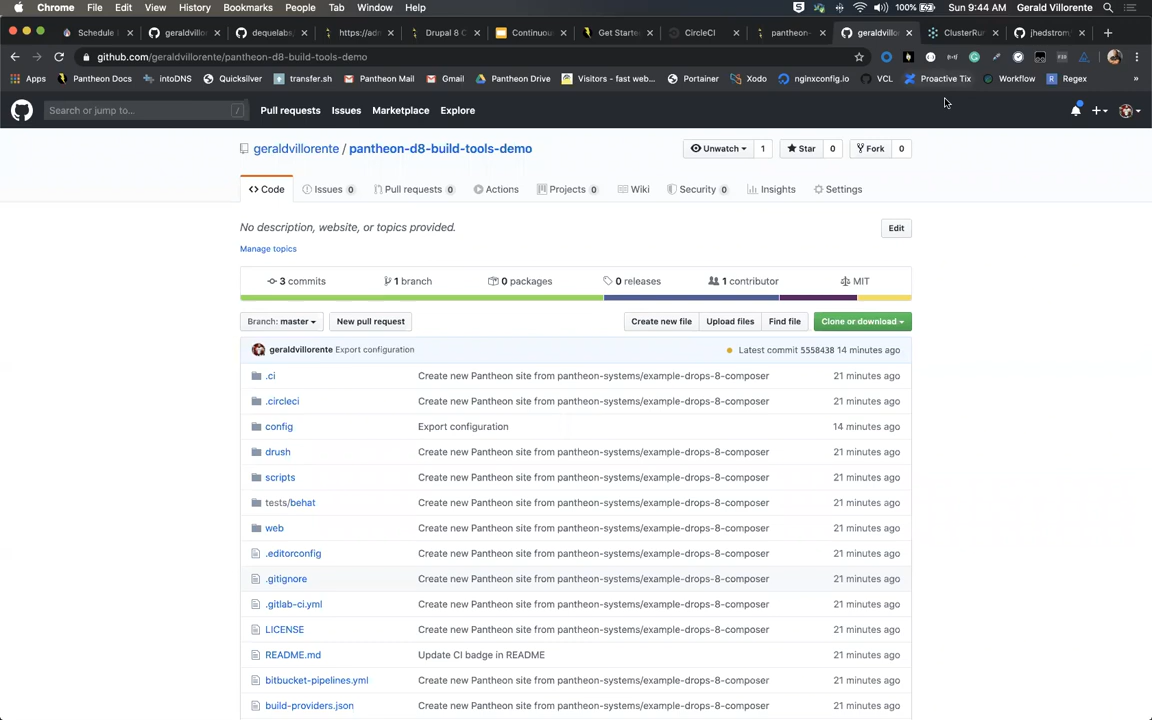 Chrome File Edit View History Bookmarks People Tab Window Help 100% Sun 9:44 AM Gerald Villorente
Schedule geraldvillo dequelabs, https://adm Drupal 8 C Continuous Get Starte CircleCI pantheon- geraldvillo ClusterRun jhedstrom
github.com/geraldvillorente/pantheon-d8-build-tools-demo
Apps Pantheon Docs intoDNS Quicksilver transfer.sh Pantheon Mail Gmail Pantheon Drive Visitors - fast web... Portainer Xodo nginxconfig.io VCL Proactive Tix Workflow Regex »
Search or jump to... / Pull requests Issues Marketplace Explore
geraldvillorente / pantheon-d8-build-tools-demo Unwatch 1 Star 0 Fork 0
Code Issues 0 Pull requests 0 Actions Projects 0 Wiki Security 0 Insights Settings
No description, website, or topics provided. Edit
Manage topics
3 commits 1 branch 0 packages 0 releases 1 contributor MIT
Branch: master New pull request Create new file Upload files Find file Clone or download
geraldvillorente Export configuration Latest commit 5558438 14 minutes ago
.ci Create new Pantheon site from pantheon-systems/example-drops-8-composer 21 minutes ago
.circleci Create new Pantheon site from pantheon-systems/example-drops-8-composer 21 minutes ago
config Export configuration 14 minutes ago
drush Create new Pantheon site from pantheon-systems/example-drops-8-composer 21 minutes ago
scripts Create new Pantheon site from pantheon-systems/example-drops-8-composer 21 minutes ago
tests/behat Create new Pantheon site from pantheon-systems/example-drops-8-composer 21 minutes ago
web Create new Pantheon site from pantheon-systems/example-drops-8-composer 21 minutes ago
.editorconfig Create new Pantheon site from pantheon-systems/example-drops-8-composer 21 minutes ago
.gitignore Create new Pantheon site from pantheon-systems/example-drops-8-composer 21 minutes ago
.gitlab-ci.yml Create new Pantheon site from pantheon-systems/example-drops-8-composer 21 minutes ago
LICENSE Create new Pantheon site from pantheon-systems/example-drops-8-composer 21 minutes ago
README.md Update CI badge in README 21 minutes ago
bitbucket-pipelines.yml Create new Pantheon site from pantheon-systems/example-drops-8-composer 21 minutes ago
build-providers.json Create new Pantheon site from pantheon-systems/example-drops-8-composer 21 minutes ago